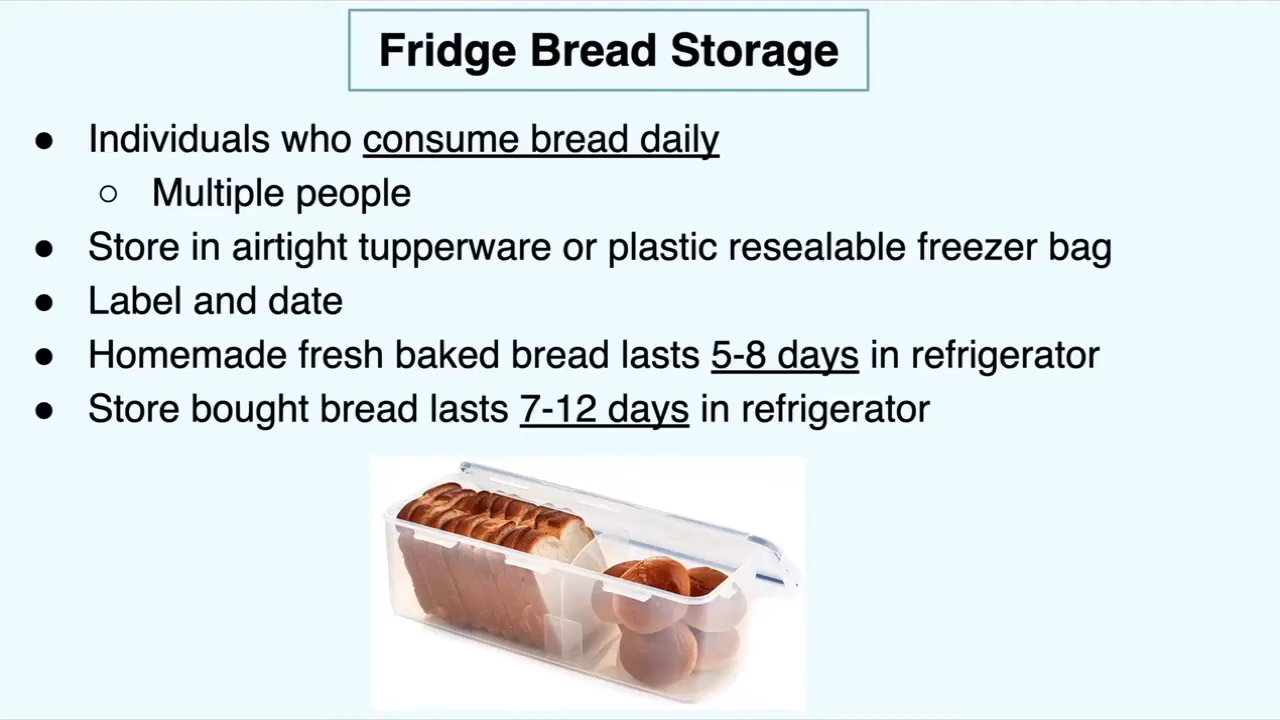 Fridge Bread Storage
● Individuals who consume bread daily
○ Multiple people
● Store in airtight tupperware or plastic resealable freezer bag
● Label and date
● Homemade fresh baked bread lasts 5-8 days in refrigerator
● Store bought bread lasts 7-12 days in refrigerator